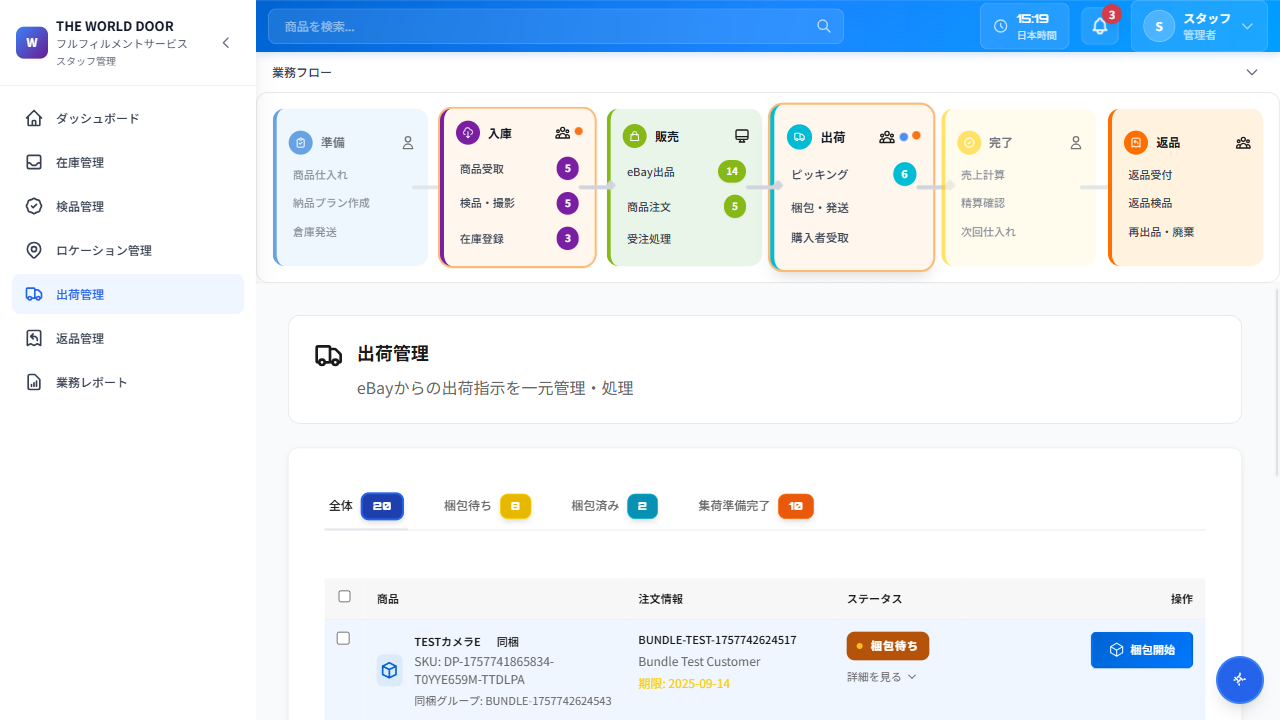 W
THE WORLD DOOR
フルフィルメントサービス
スタッフ管理
ダッシュボード
在庫管理
検品管理
ロケーション管理
出荷管理
返品管理
業務レポート
商品を検索...
15:19
日本時間
3
S
スタッフ
管理者
業務フロー
準備
商品仕入れ
納品プラン作成
倉庫発送
入庫
商品受取 5
検品・撮影 5
在庫登録 3
販売
eBay出品 14
商品注文 5
受注処理
出荷
ピッキング 6
梱包・発送
購入者受取
完了
売上計算
精算確認
次回仕入れ
返品
返品受付
返品検品
再出品・廃棄
出荷管理
eBayからの出荷指示を一元管理・処理
全体 20 梱包待ち 8 梱包済み 2 集荷準備完了 10
商品 注文情報 ステータス 操作
TESTカメラE 同梱
SKU: DP-1757741865834-
T0YYE659M-TTDLPA
同梱グループ: BUNDLE-1757742624543
BUNDLE-TEST-1757742624517
Bundle Test Customer
期限: 2025-09-14
梱包待ち
詳細を見る
梱包開始